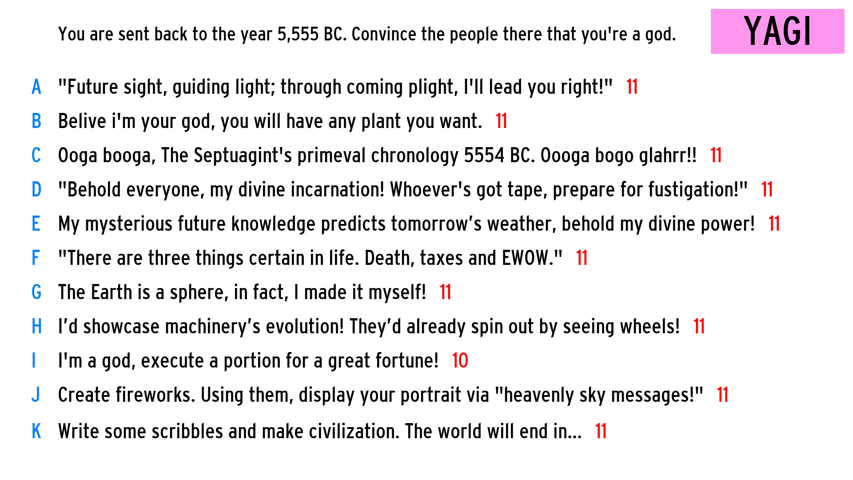 You are sent back to the year 5,555 BC. Convince the people there that you're a god.
YAGI
A "Future sight, guiding light; through coming plight, I'll lead you right!" 11
B Belive i'm your god, you will have any plant you want. 11
C Ooga booga, The Septuagint's primeval chronology 5554 BC. Oooga bogo glahrr!! 11
D "Behold everyone, my divine incarnation! Whoever's got tape, prepare for fustigation!" 11
E My mysterious future knowledge predicts tomorrow’s weather, behold my divine power! 11
F "There are three things certain in life. Death, taxes and EWOW." 11
G The Earth is a sphere, in fact, I made it myself! 11
H I’d showcase machinery’s evolution! They’d already spin out by seeing wheels! 11
I I'm a god, execute a portion for a great fortune! 10
J Create fireworks. Using them, display your portrait via "heavenly sky messages!" 11
K Write some scribbles and make civilization. The world will end in... 11